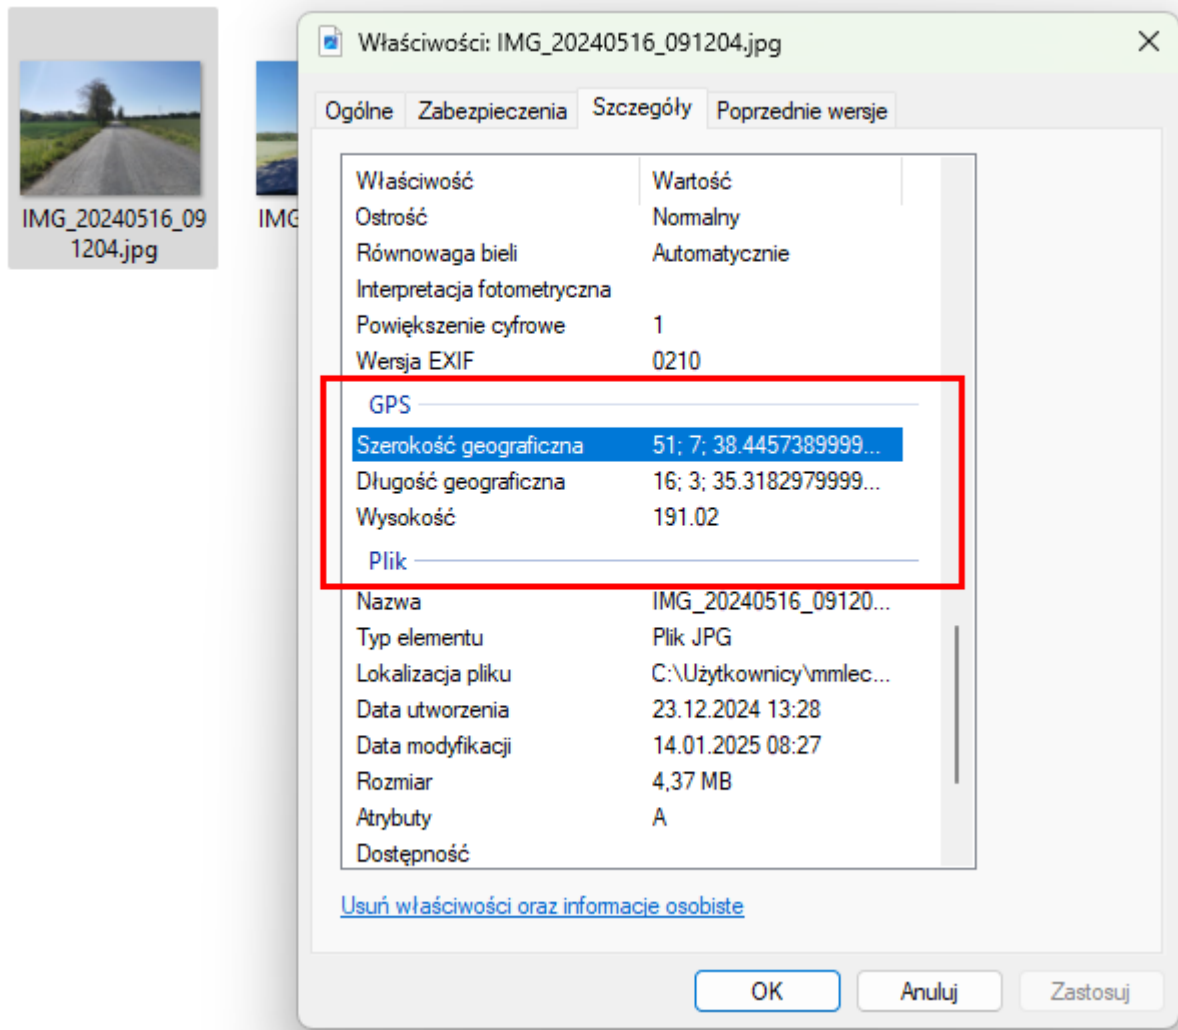 Właściwości: IMG_20240516_091204.jpg
Ogólne Zabezpieczenia Szczegóły Poprzednie wersje
IMG_20240516_09
1204.jpg
IMG
Właściwość Wartość
Ostrość Normalny
Równowaga bieli Automatycznie
Interpretacja fotometryczna
Powiększenie cyfrowe 1
Wersja EXIF 0210
GPS
Szerokość geograficzna 51; 7; 38.4457389999...
Długość geograficzna 16; 3; 35.3182979999...
Wysokość 191.02
Plik
Nazwa IMG_20240516_09120...
Typ elementu Plik JPG
Lokalizacja pliku C:\Użytkownicy\mmlec...
Data utworzenia 23.12.2024 13:28
Data modyfikacji 14.01.2025 08:27
Rozmiar 4,37 MB
Atrybuty A
Dostępność
Usuń właściwości oraz informacje osobiste
OK Anuluj Zastosuj